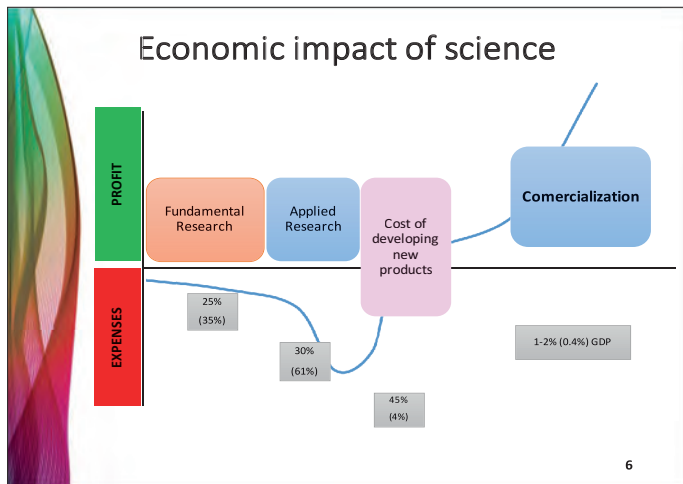 Economic impact of science
PROFIT
Fundamental
Research
Applied
Research
Cost of
developing
new
products
Comercialization
EXPENSES
25%
(35%)
30%
(61%)
45%
(4%)
1-2% (0.4%) GDP
6